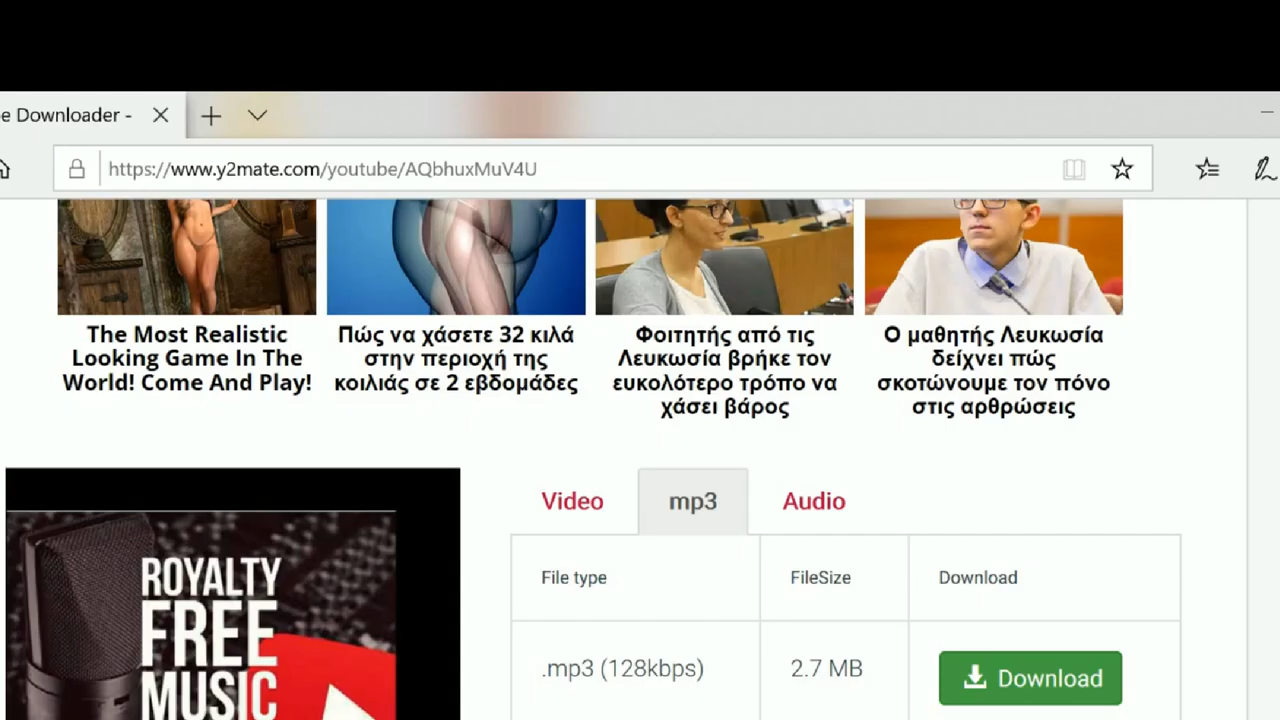 e Downloader -
https://www.y2mate.com/youtube/AQbhuxMuV4U
The Most Realistic
Looking Game In The
World! Come And Play!
Πώς να χάσετε 32 κιλά
στην περιοχή της
κοιλιάς σε 2 εβδομάδες
Φοιτητής από τις
Λευκωσία βρήκε τον
ευκολότερο τρόπο να
χάσει βάρος
Ο μαθητής Λευκωσία
δείχνει πώς
σκοτώνουμε τον πόνο
στις αρθρώσεις
ROYALTY
FREE
MUSIC
Video mp3 Audio
File type FileSize Download
.mp3 (128kbps) 2.7 MB Download